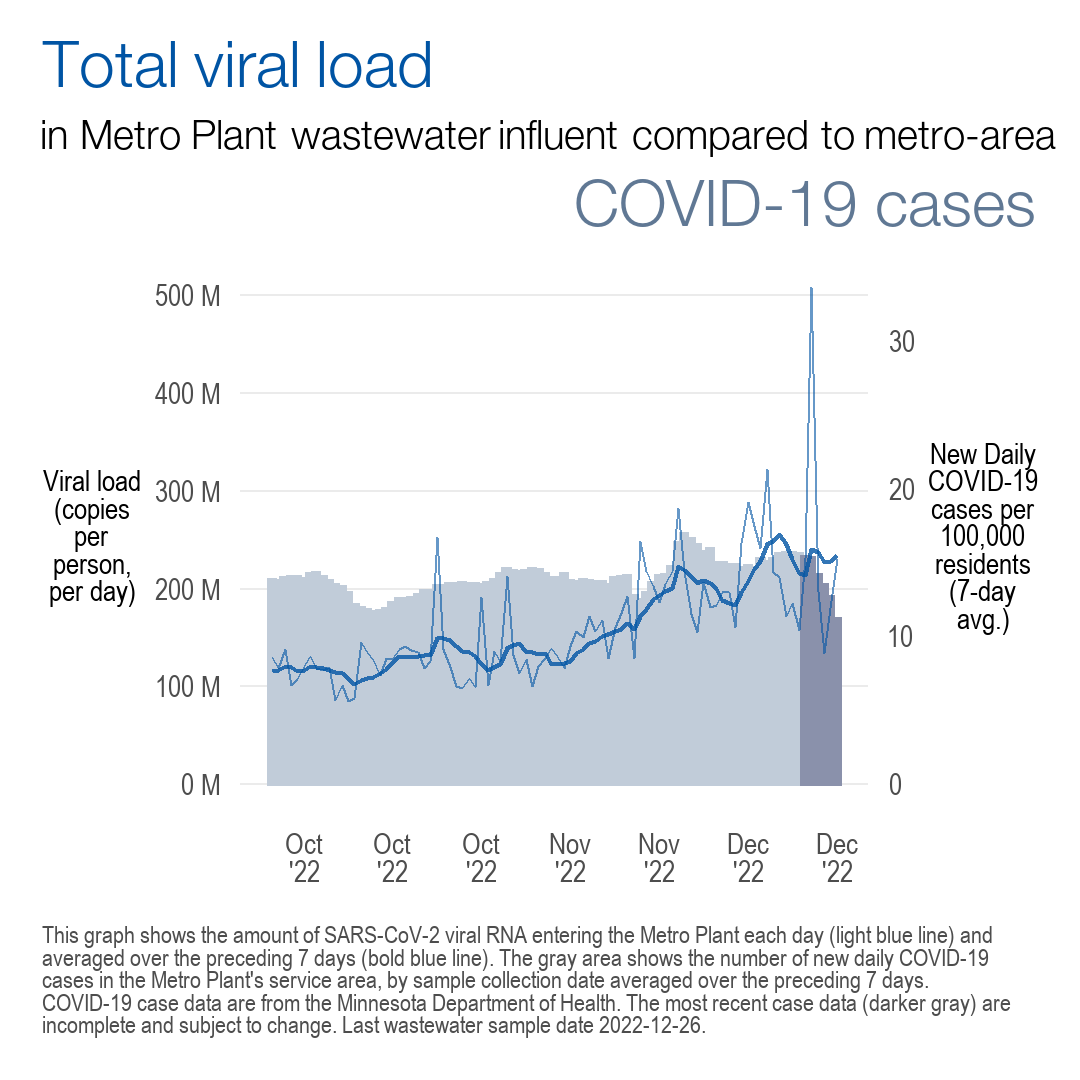 Total viral load
in Metro Plant wastewater influent compared to metro-area
COVID-19 cases
500 M
400 M
300 M
200 M
100 M
0 M
Viral load
(copies
per
person,
per day)
30
20
10
0
New Daily
COVID-19
cases per
100,000
residents
(7-day
avg.)
Oct
'22
Oct
'22
Oct
'22
Nov
'22
Nov
'22
Dec
'22
Dec
'22
This graph shows the amount of SARS-CoV-2 viral RNA entering the Metro Plant each day (light blue line) and
averaged over the preceding 7 days (bold blue line). The gray area shows the number of new daily COVID-19
cases in the Metro Plant's service area, by sample collection date averaged over the preceding 7 days.
COVID-19 case data are from the Minnesota Department of Health. The most recent case data (darker gray) are
incomplete and subject to change. Last wastewater sample date 2022-12-26.